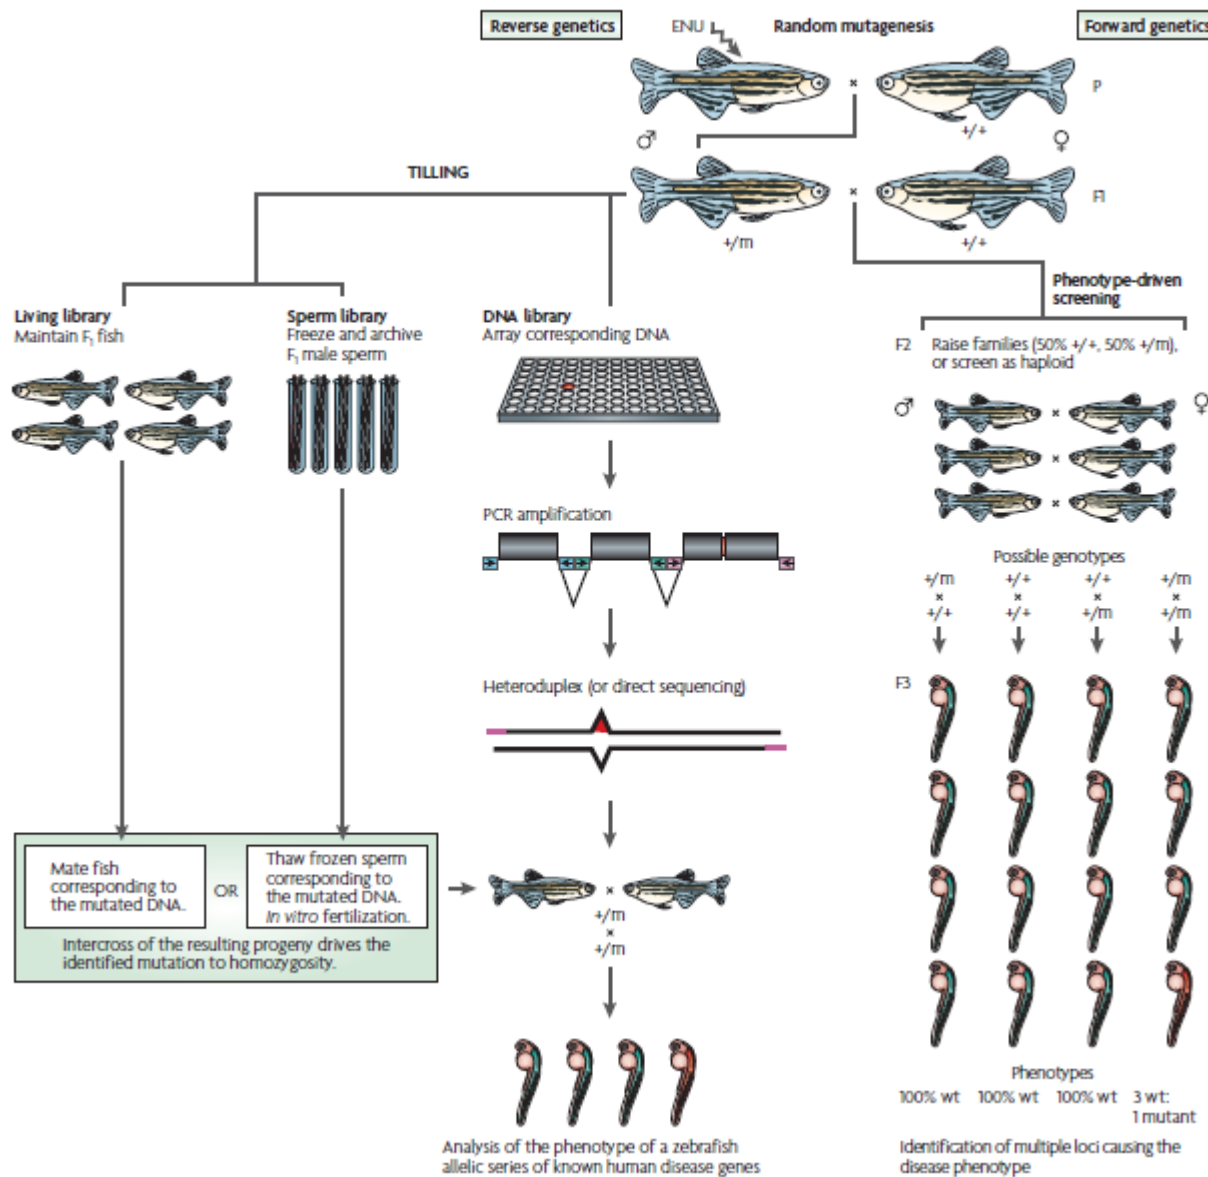 Reverse genetics
ENU
Random mutagenesis
Forward genetics
P
+/+
♂
♀
TILLING
F1
+/m
+/+
Phenotype-driven
screening
Living library
Maintain F1 fish
Sperm library
Freeze and archive
F1 male sperm
DNA library
Array corresponding DNA
F2
Raise families (50% +/+, 50% +/m),
or screen as haploid
♂
♀
PCR amplification
Possible genotypes
+/m
+/+
+/+
+/m
×
×
×
×
+/+
+/+
+/m
+/m
Heteroduplex (or direct sequencing)
F3
Mate fish
corresponding to
the mutated DNA.
OR
Thaw frozen sperm
corresponding to
the mutated DNA.
In vitro fertilization.
Intercross of the resulting progeny drives the
identified mutation to homozygosity.
+/m
×
+/m
Phenotypes
100% wt
100% wt
100% wt
3 wt:
1 mutant
Analysis of the phenotype of a zebrafish
allelic series of known human disease genes
Identification of multiple loci causing the
disease phenotype